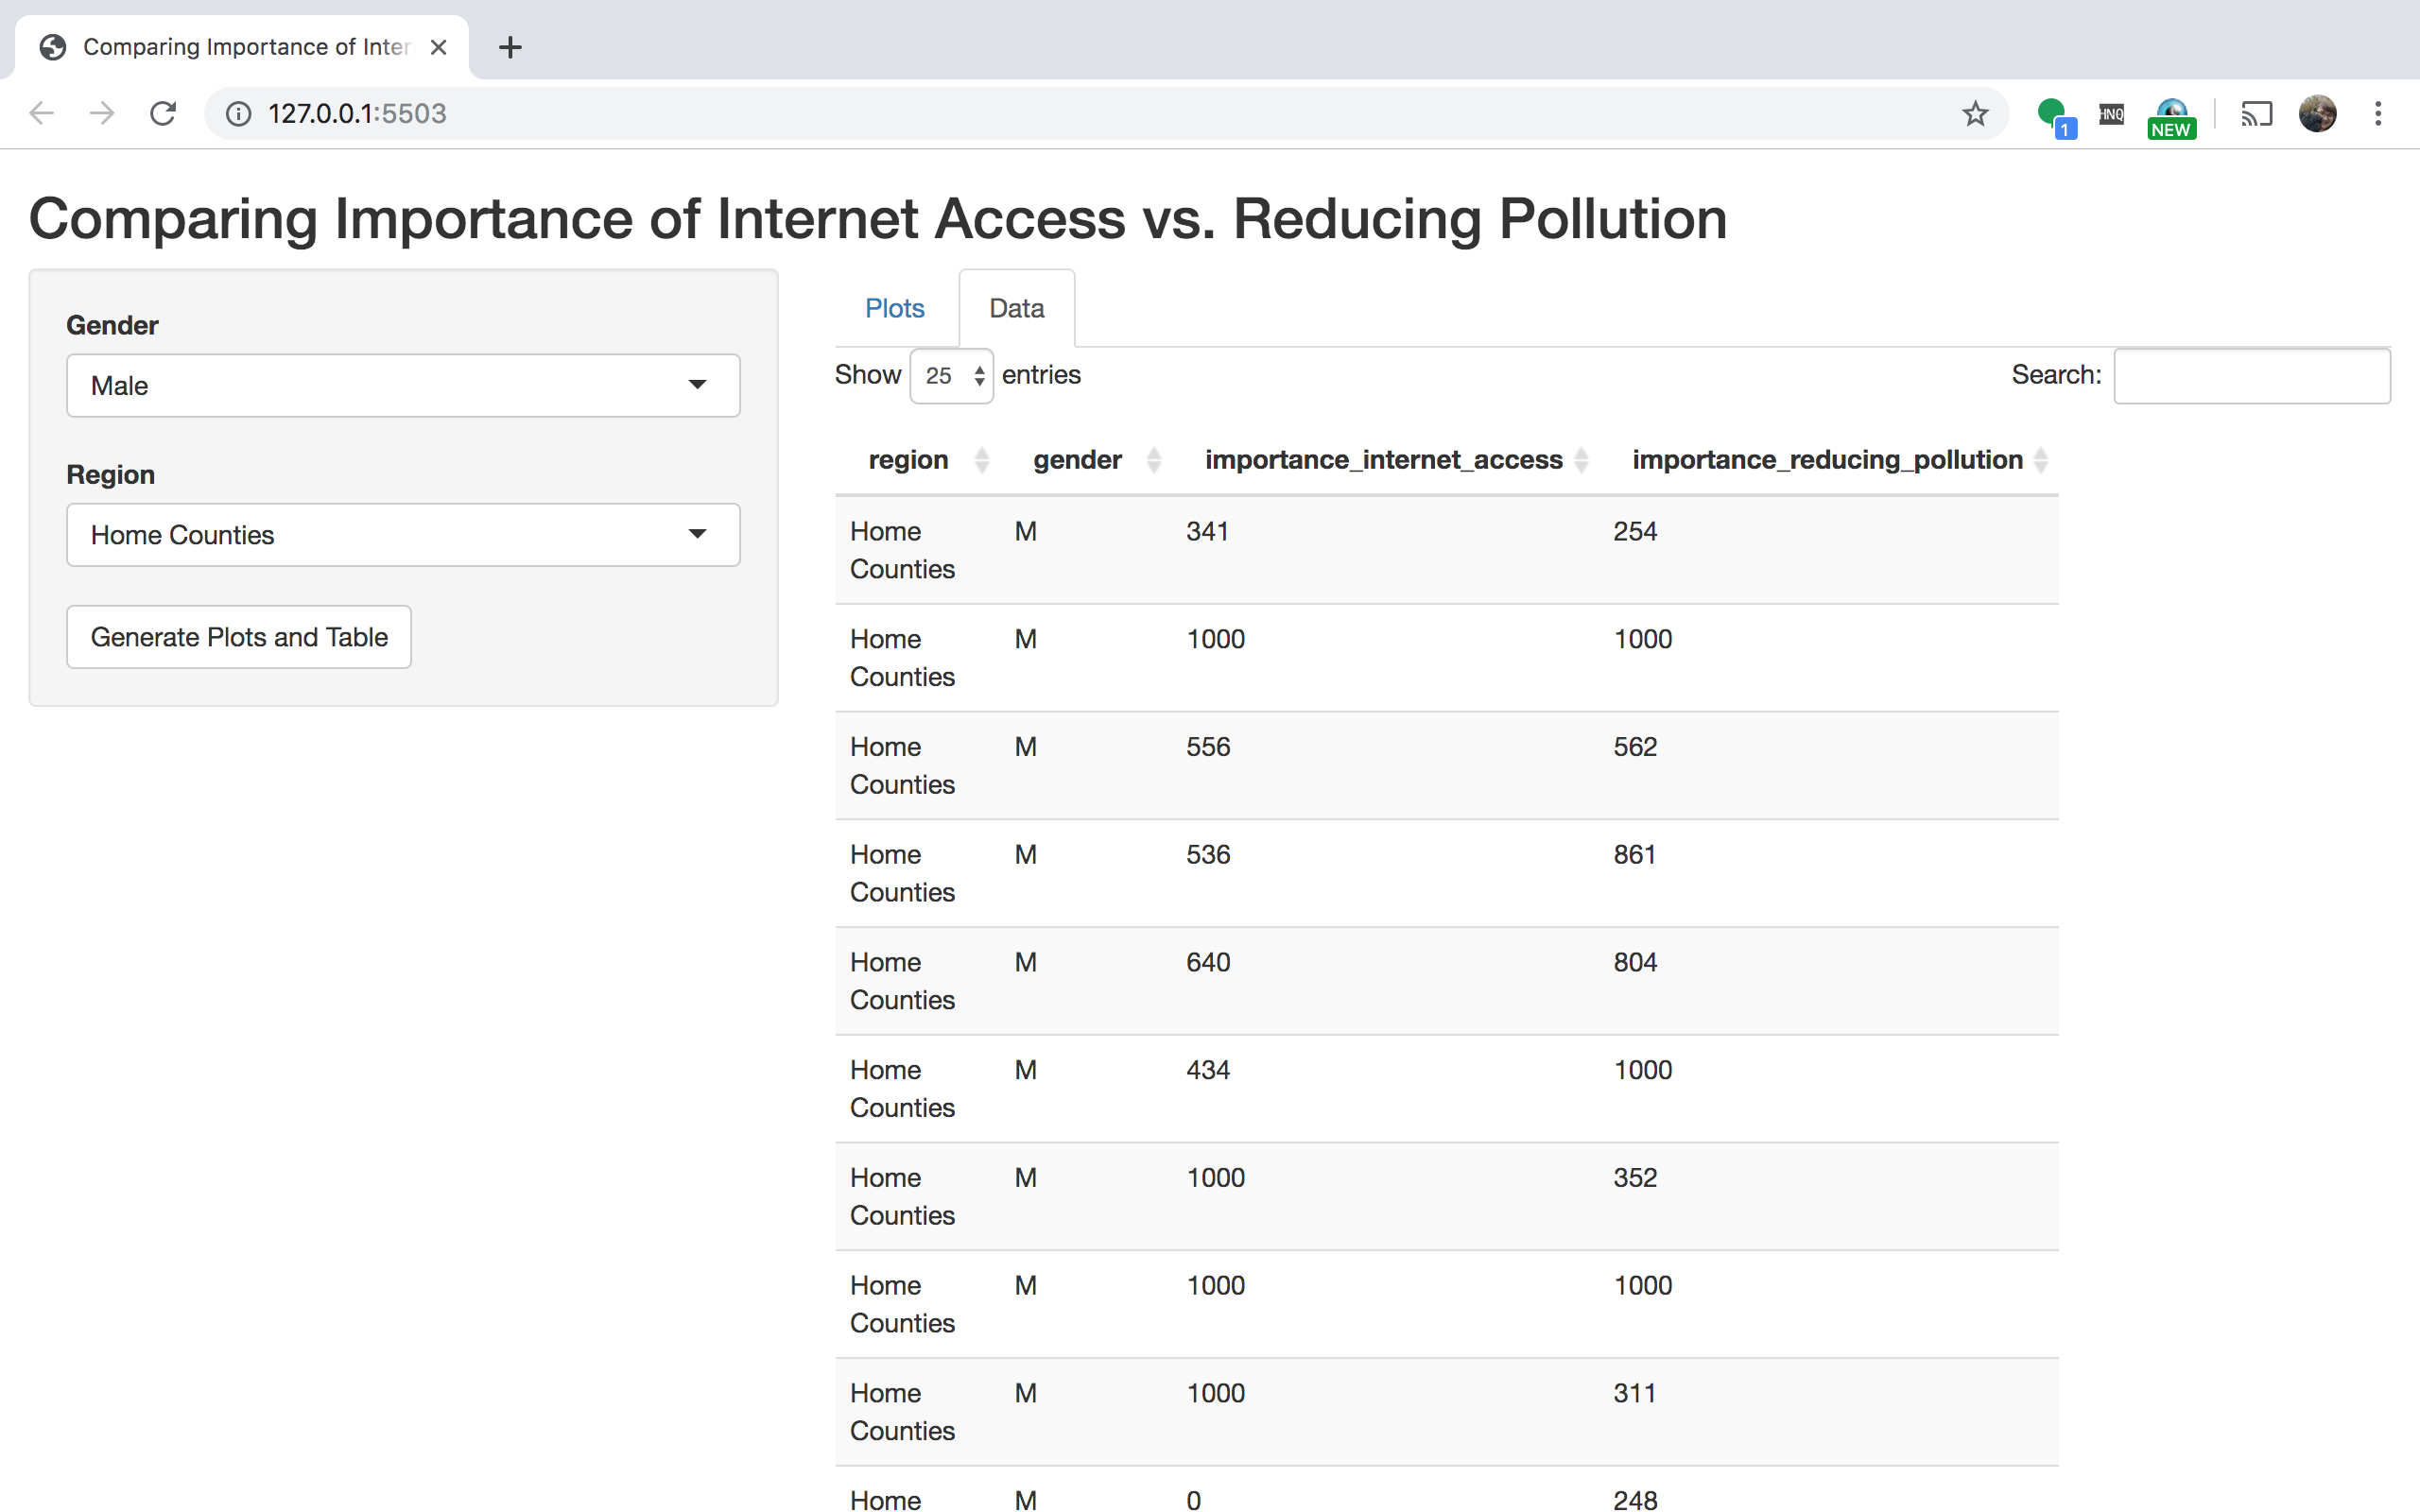 Comparing Importance of Inter
127.0.0.1:5503
1
HNQ
NEW
Comparing Importance of Internet Access vs. Reducing Pollution
Gender
Male
Region
Home Counties
Generate Plots and Table
Plots Data
Show 25 entries Search:
region gender importance_internet_access importance_reducing_pollution
Home Counties M 341 254
Home Counties M 1000 1000
Home Counties M 556 562
Home Counties M 536 861
Home Counties M 640 804
Home Counties M 434 1000
Home Counties M 1000 352
Home Counties M 1000 1000
Home Counties M 1000 311
Home M 0 248